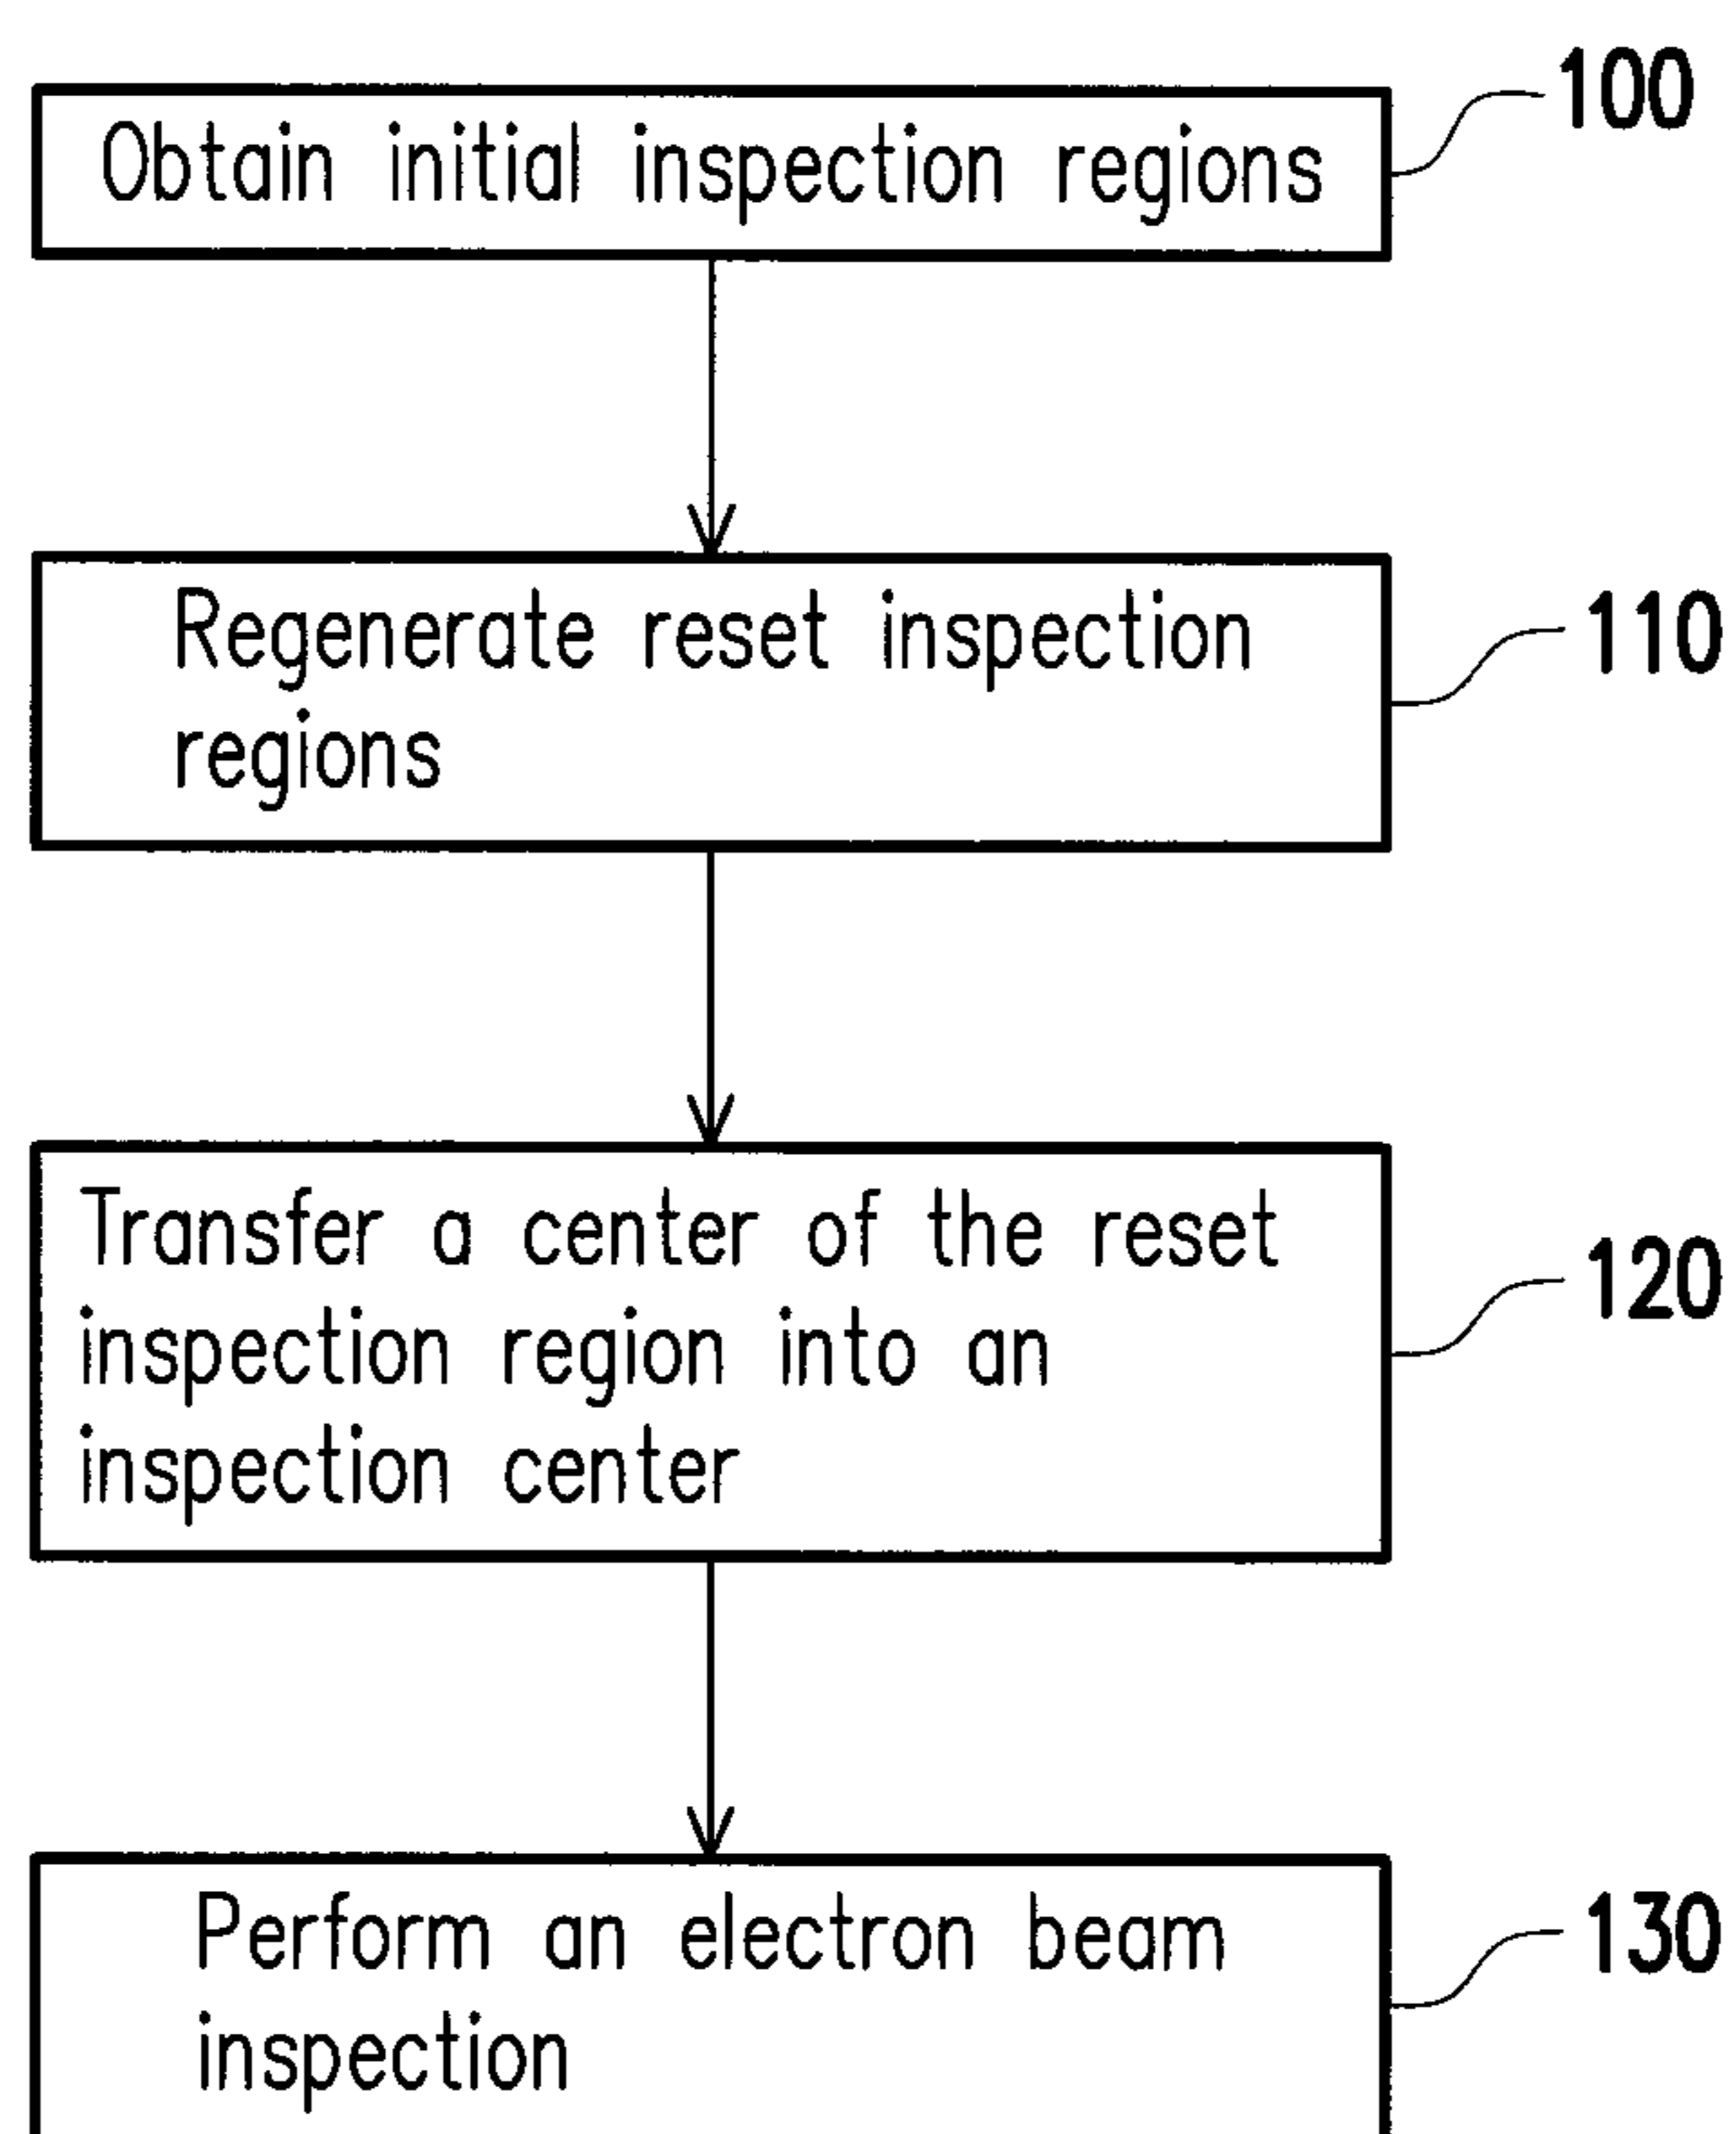 100
Obtain initial inspection regions
Regenerate reset inspection
110
regions
Transfer a center of the reset
120
inspection region into an
inspection center
Perform an electron beam
130
inspection